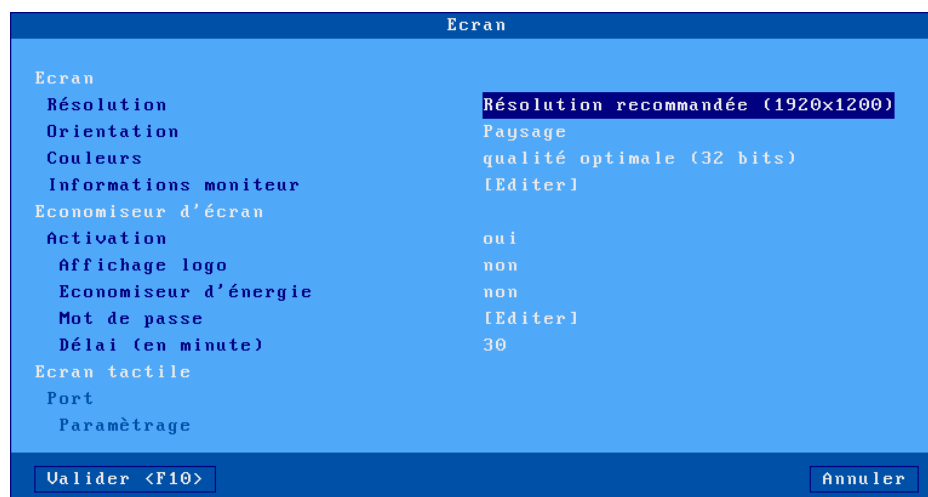 Ecran
Ecran
Résolution Résolution recommandée (1920x1200)
Orientation Paysage
Couleurs qualité optimale (32 bits)
Informations moniteur [Editer]
Economiseur d'écran
Activation oui
Affichage logo non
Economiseur d'énergie non
Mot de passe [Editer]
Délai (en minute) 30
Ecran tactile
Port
Paramètrage
Valider <F10> Annuler